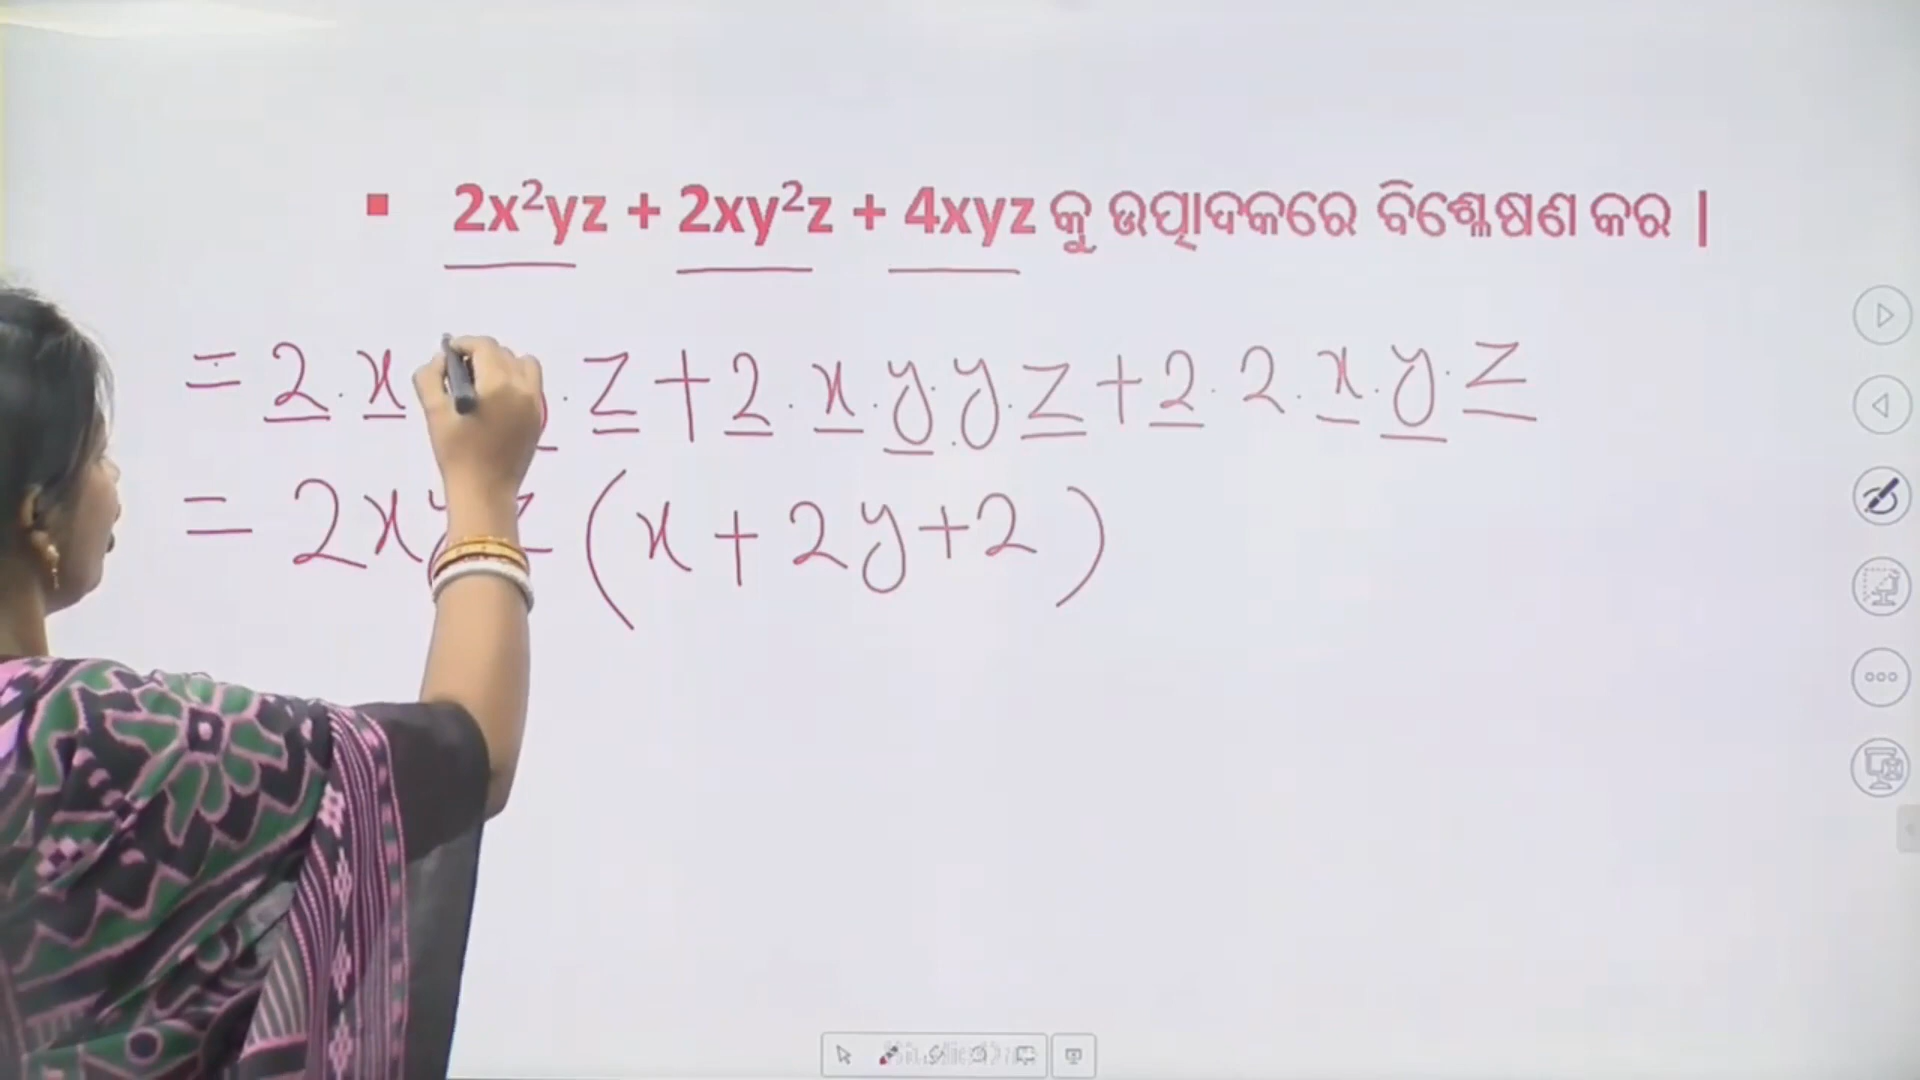 ▪ 2x²yz + 2xy²z + 4xyz କୁ ଉତ୍ପାଦକରେ ବିଶ୍ଳେଷଣ କର |
= 2 . x . z + 2 . x . y . y . z + 2 . 2 . x . y . z
= 2x (x + 2y + 2)